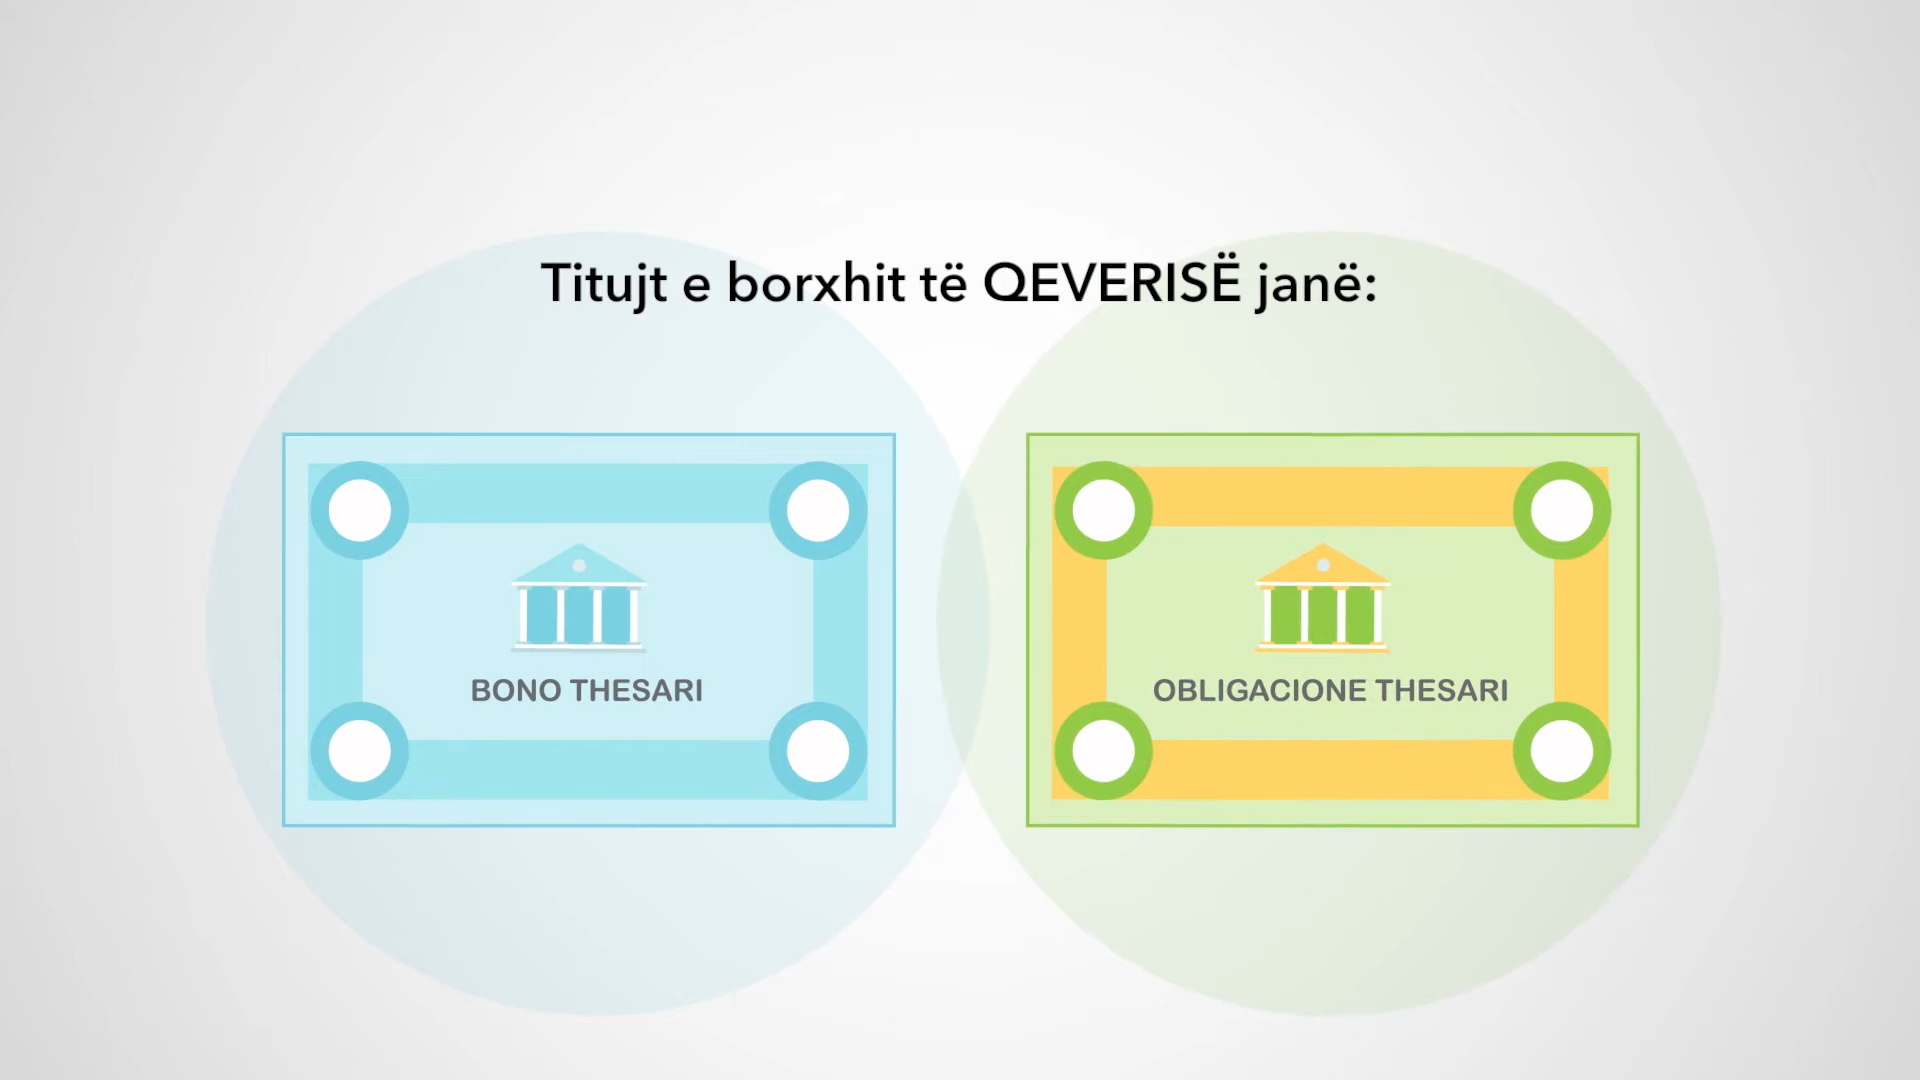 Titujt e borxhit të QEVERISË janë:
BONO THESARI
OBLIGACIONE THESARI